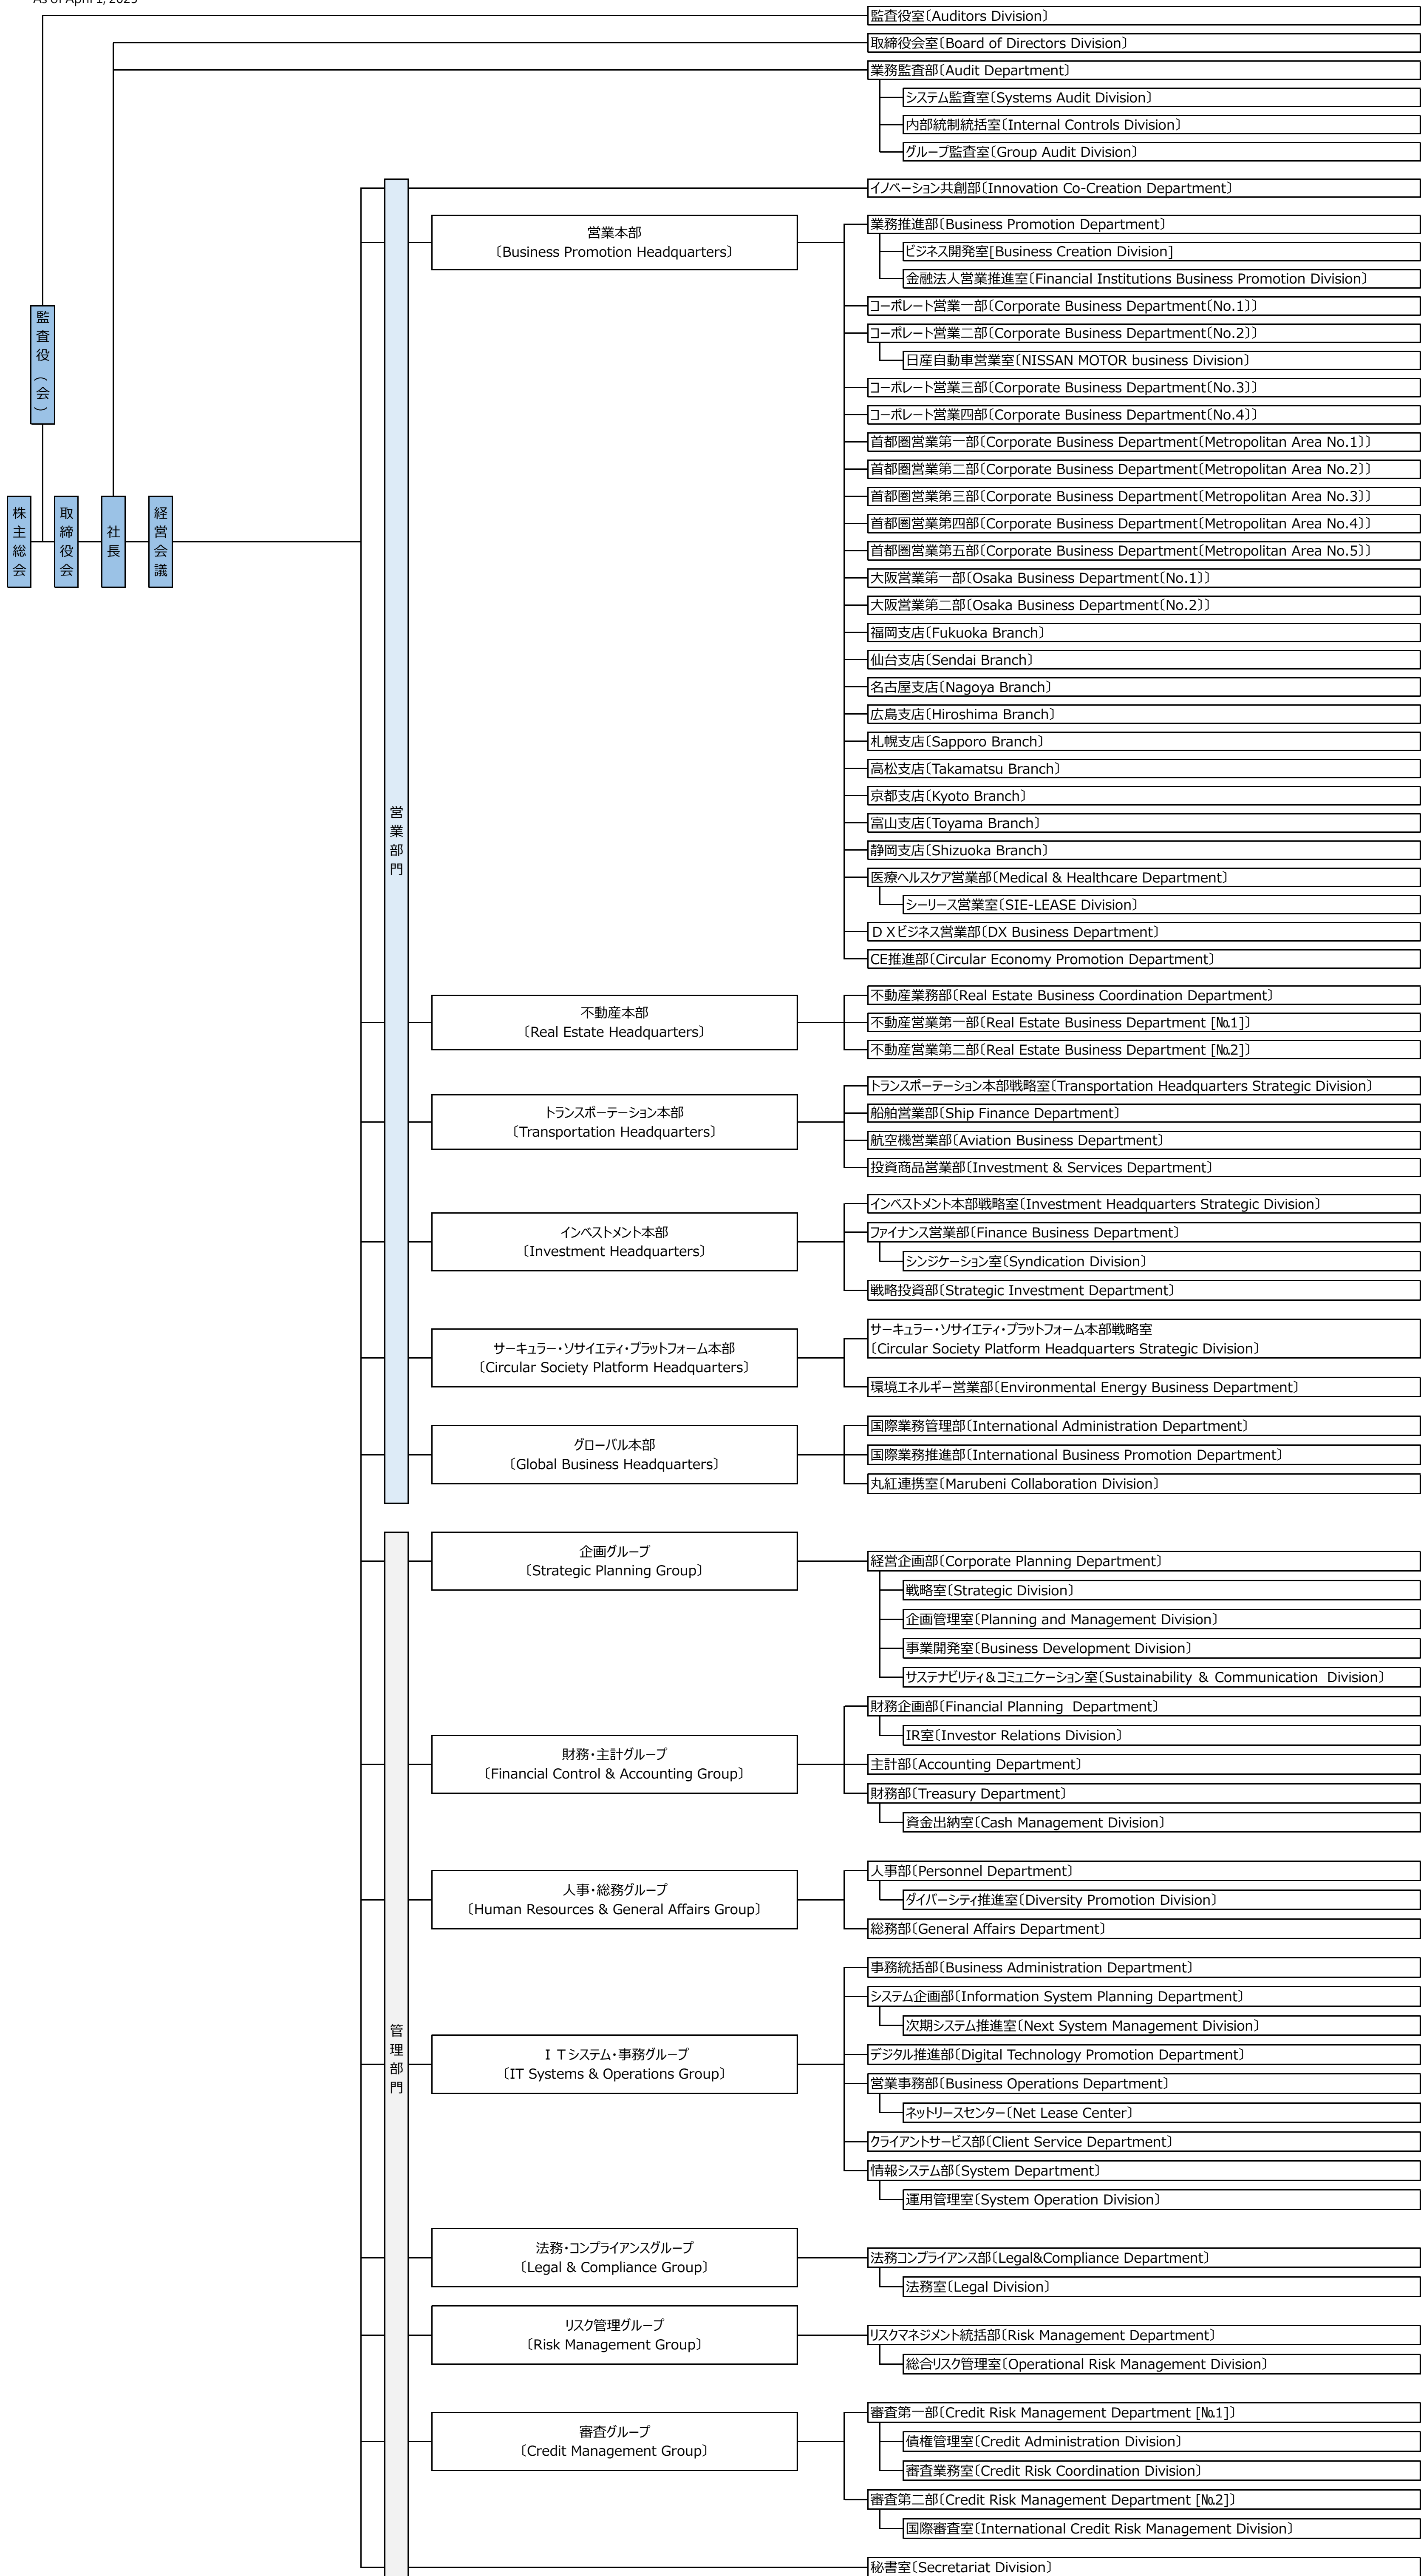 監査役室〔Auditors Division〕
取締役会室〔Board of Directors Division〕
業務監査部〔Audit Department〕
システム監査室〔Systems Audit Division〕
内部統制統括室〔Internal Controls Division〕
グループ監査室〔Group Audit Division〕
監査役(会)
株主総会
取締役会
社長
経営会議
営業部門
イノベーション共創部〔Innovation Co-Creation Department〕
営業本部
〔Business Promotion Headquarters〕
業務推進部〔Business Promotion Department〕
ビジネス開発室[Business Creation Division]
金融法人営業推進室〔Financial Institutions Business Promotion Division〕
コーポレート営業一部〔Corporate Business Department〔No.1〕〕
コーポレート営業二部〔Corporate Business Department〔No.2〕〕
日産自動車営業室〔NISSAN MOTOR business Division〕
コーポレート営業三部〔Corporate Business Department〔No.3〕〕
コーポレート営業四部〔Corporate Business Department〔No.4〕〕
首都圏営業第一部〔Corporate Business Department〔Metropolitan Area No.1〕〕
首都圏営業第二部〔Corporate Business Department〔Metropolitan Area No.2〕〕
首都圏営業第三部〔Corporate Business Department〔Metropolitan Area No.3〕〕
首都圏営業第四部〔Corporate Business Department〔Metropolitan Area No.4〕〕
首都圏営業第五部〔Corporate Business Department〔Metropolitan Area No.5〕〕
大阪営業第一部〔Osaka Business Department〔No.1〕〕
大阪営業第二部〔Osaka Business Department〔No.2〕〕
福岡支店〔Fukuoka Branch〕
仙台支店〔Sendai Branch〕
名古屋支店〔Nagoya Branch〕
広島支店〔Hiroshima Branch〕
札幌支店〔Sapporo Branch〕
高松支店〔Takamatsu Branch〕
京都支店〔Kyoto Branch〕
富山支店〔Toyama Branch〕
静岡支店〔Shizuoka Branch〕
医療ヘルスケア営業部〔Medical & Healthcare Department〕
シーリース営業室〔SIE-LEASE Division〕
DXビジネス営業部〔DX Business Department〕
CE推進部〔Circular Economy Promotion Department〕
不動産本部
〔Real Estate Headquarters〕
不動産業務部〔Real Estate Business Coordination Department〕
不動産営業第一部〔Real Estate Business Department [№1]〕
不動産営業第二部〔Real Estate Business Department [№2]〕
トランスポーテーション本部
〔Transportation Headquarters〕
トランスポーテーション本部戦略室〔Transportation Headquarters Strategic Division〕
船舶営業部〔Ship Finance Department〕
航空機営業部〔Aviation Business Department〕
投資商品営業部〔Investment & Services Department〕
インベストメント本部
〔Investment Headquarters〕
インベストメント本部戦略室〔Investment Headquarters Strategic Division〕
ファイナンス営業部〔Finance Business Department〕
シンジケーション室〔Syndication Division〕
戦略投資部〔Strategic Investment Department〕
サーキュラー・ソサイエティ・プラットフォーム本部
〔Circular Society Platform Headquarters〕
サーキュラー・ソサイエティ・プラットフォーム本部戦略室
〔Circular Society Platform Headquarters Strategic Division〕
環境エネルギー営業部〔Environmental Energy Business Department〕
グローバル本部
〔Global Business Headquarters〕
国際業務管理部〔International Administration Department〕
国際業務推進部〔International Business Promotion Department〕
丸紅連携室〔Marubeni Collaboration Division〕
管理部門
企画グループ
〔Strategic Planning Group〕
経営企画部〔Corporate Planning Department〕
戦略室〔Strategic Division〕
企画管理室〔Planning and Management Division〕
事業開発室〔Business Development Division〕
サステナビリティ&コミュニケーション室〔Sustainability & Communication Division〕
財務・主計グループ
〔Financial Control & Accounting Group〕
財務企画部〔Financial Planning Department〕
IR室〔Investor Relations Division〕
主計部〔Accounting Department〕
財務部〔Treasury Department〕
資金出納室〔Cash Management Division〕
人事・総務グループ
〔Human Resources & General Affairs Group〕
人事部〔Personnel Department〕
ダイバーシティ推進室〔Diversity Promotion Division〕
総務部〔General Affairs Department〕
ITシステム・事務グループ
〔IT Systems & Operations Group〕
事務統括部〔Business Administration Department〕
システム企画部〔Information System Planning Department〕
次期システム推進室〔Next System Management Division〕
デジタル推進部〔Digital Technology Promotion Department〕
営業事務部〔Business Operations Department〕
ネットリースセンター〔Net Lease Center〕
クライアントサービス部〔Client Service Department〕
情報システム部〔System Department〕
運用管理室〔System Operation Division〕
法務・コンプライアンスグループ
〔Legal & Compliance Group〕
法務コンプライアンス部〔Legal&Compliance Department〕
法務室〔Legal Division〕
リスク管理グループ
〔Risk Management Group〕
リスクマネジメント統括部〔Risk Management Department〕
総合リスク管理室〔Operational Risk Management Division〕
審査グループ
〔Credit Management Group〕
審査第一部〔Credit Risk Management Department [№1]〕
債権管理室〔Credit Administration Division〕
審査業務室〔Credit Risk Coordination Division〕
審査第二部〔Credit Risk Management Department [№2]〕
国際審査室〔International Credit Risk Management Division〕
秘書室〔Secretariat Division〕